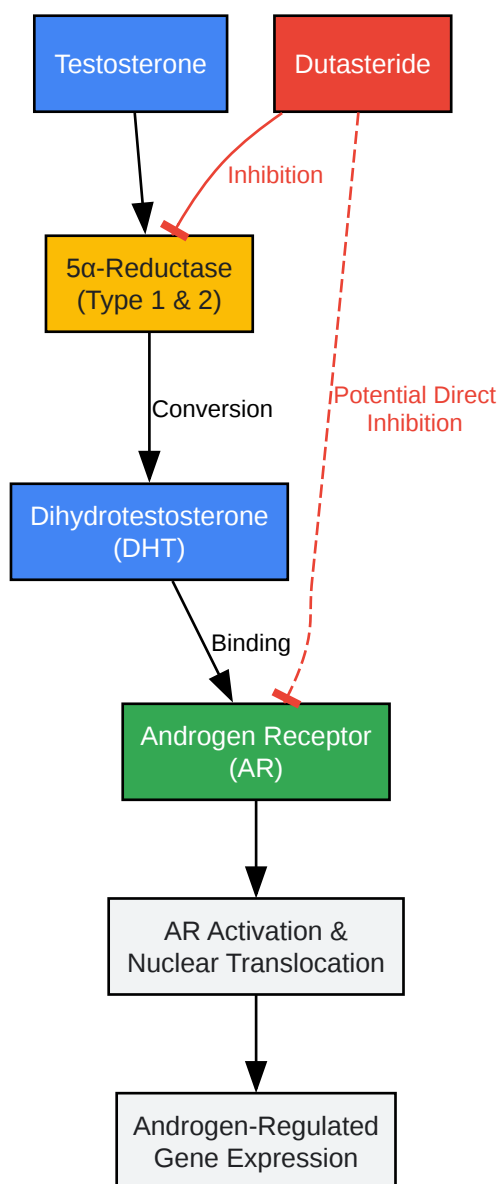 Testosterone
Dutasteride
Inhibition
5α-Reductase
(Type 1 & 2)
Conversion
Potential Direct
Inhibition
Dihydrotestosterone
(DHT)
Binding
Androgen Receptor
(AR)
AR Activation &
Nuclear Translocation
Androgen-Regulated
Gene Expression